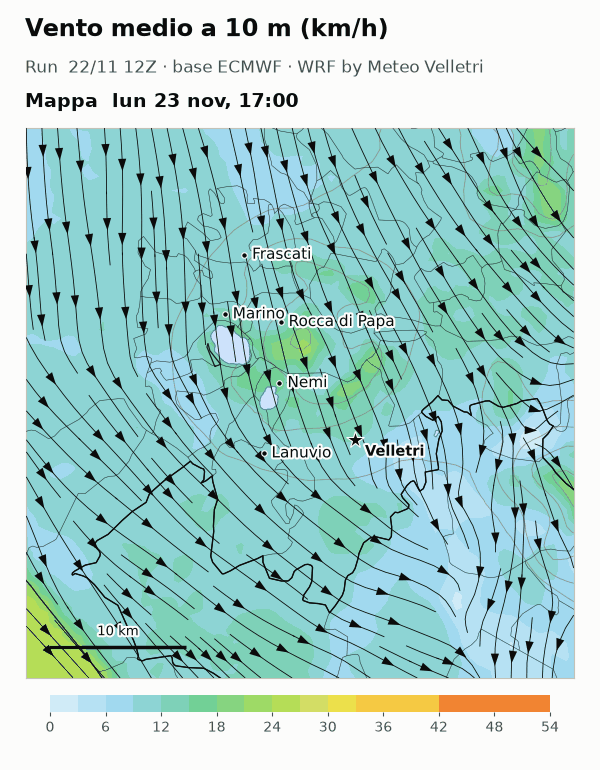 Vento medio a 10 m (km/h)
Run  22/11 12Z · base ECMWF · WRF by Meteo Velletri
Mappa  lun 23 nov, 17:00
Frascati
Marino
Rocca di Papa
Nemi
Lanuvio
Velletri
10 km
0 6 12 18 24 30 36 42 48 54